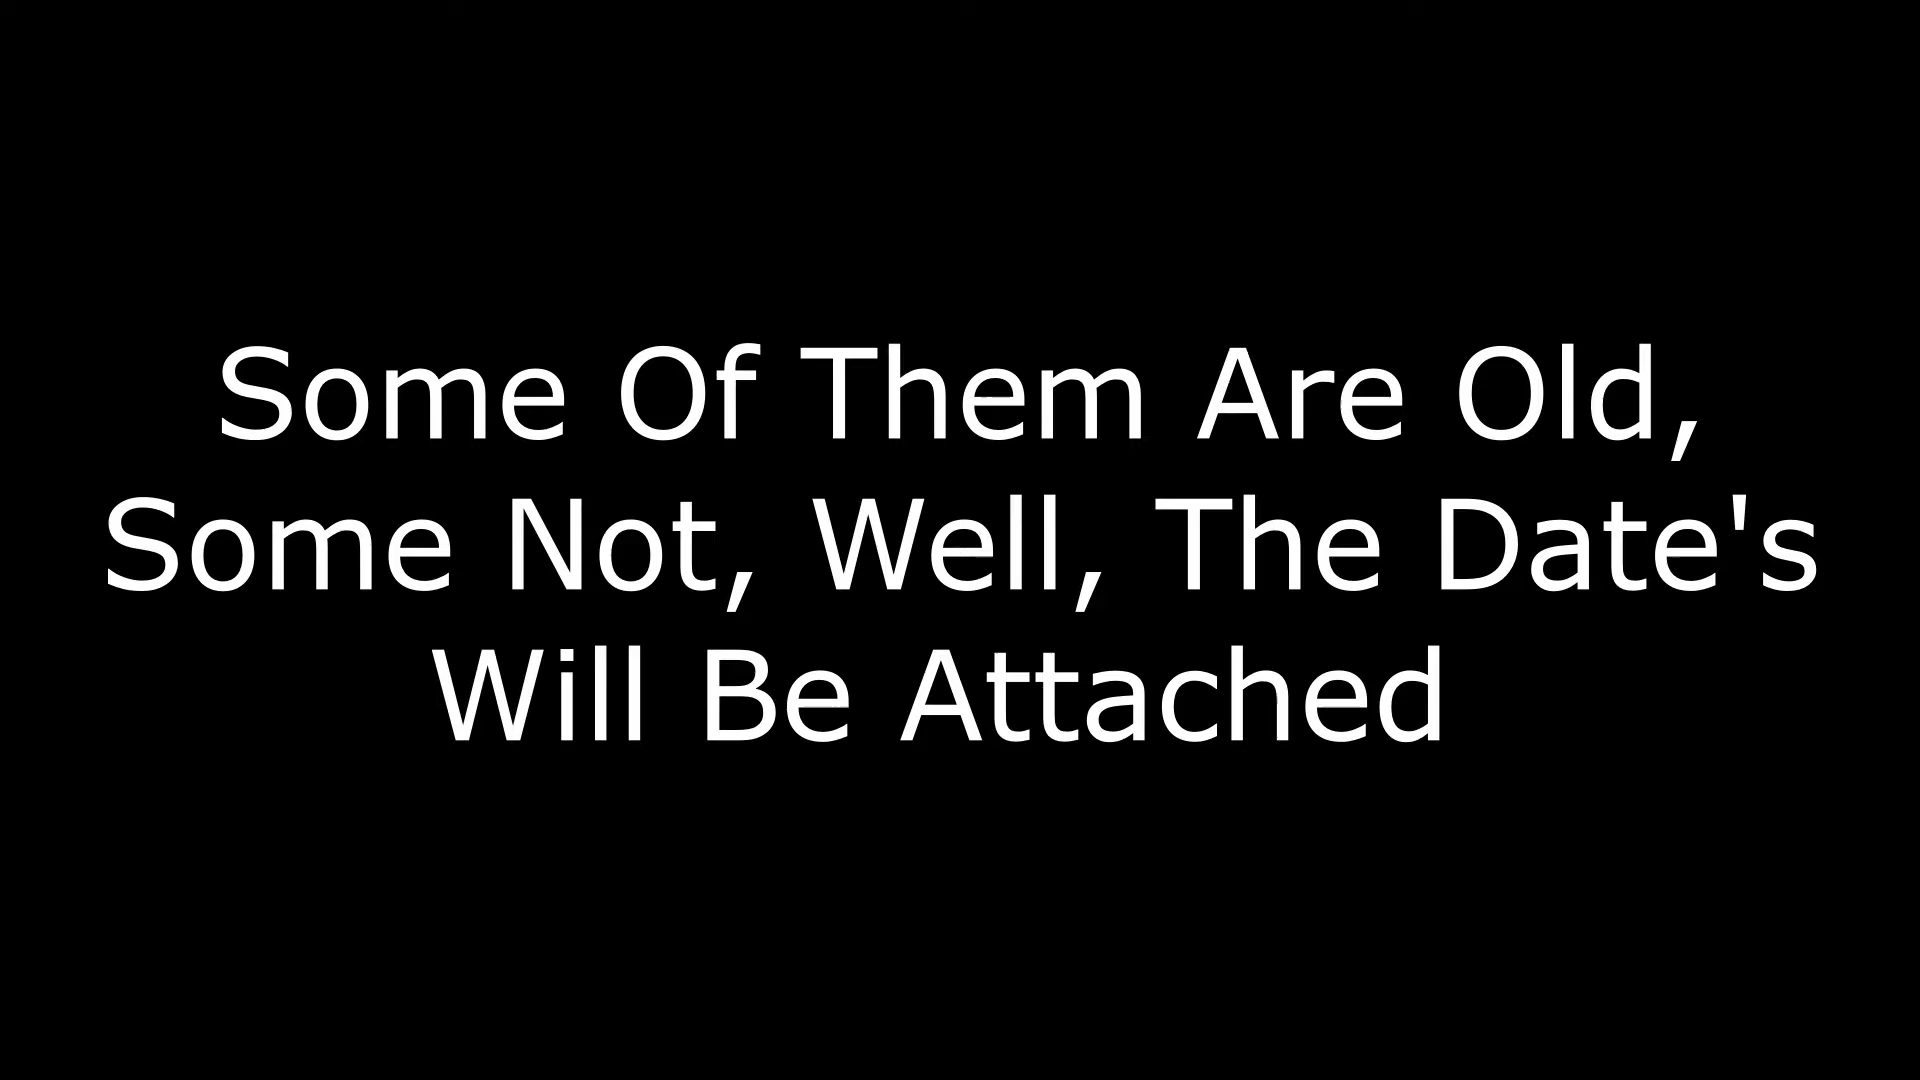 Some Of Them Are Old,
Some Not, Well, The Date's
Will Be Attached